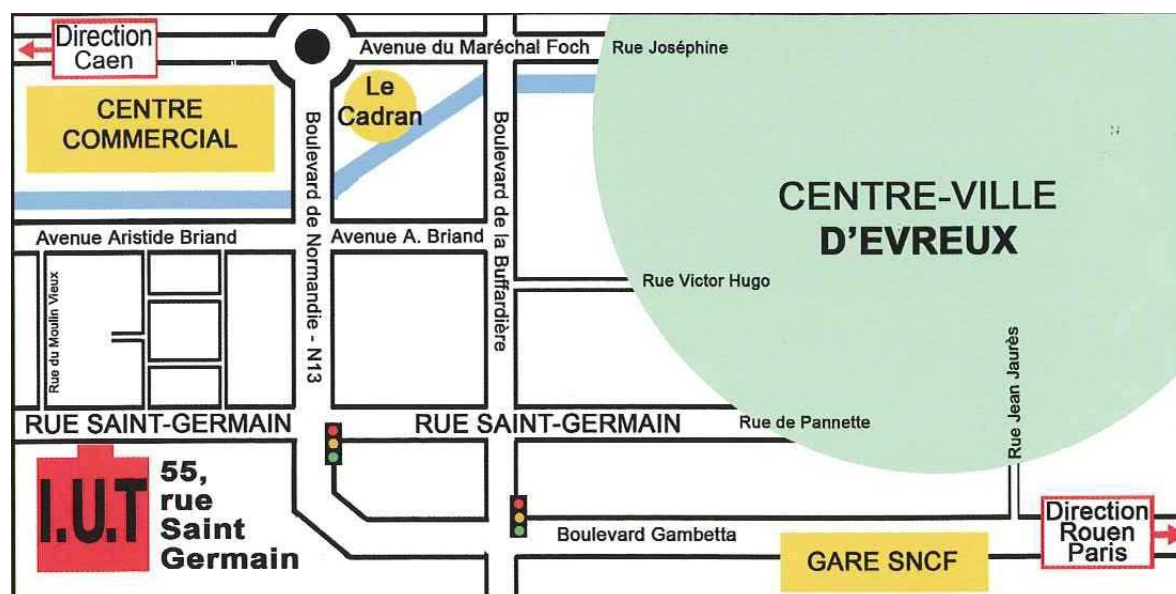 Direction
Caen
Avenue du Maréchal Foch
Rue Joséphine
CENTRE
COMMERCIAL
Le
Cadran
Boulevard de Normandie - N13
Boulevard de la Buffardière
CENTRE-VILLE
D'EVREUX
Avenue Aristide Briand
Avenue A. Briand
Rue Victor Hugo
Rue du Moulin Vieux
Rue Jean Jaurès
RUE SAINT-GERMAIN
RUE SAINT-GERMAIN
Rue de Pannette
I.U.T
55,
rue
Saint
Germain
Boulevard Gambetta
GARE SNCF
Direction
Rouen
Paris